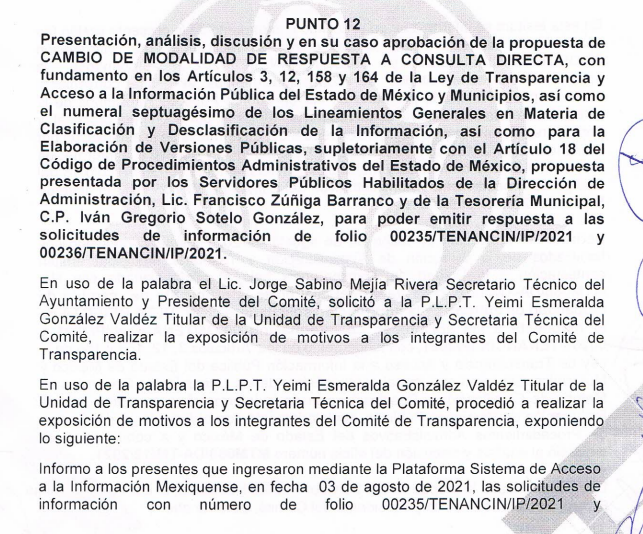 PUNTO 12
Presentación, análisis, discusión y en su caso aprobación de la propuesta de
CAMBIO DE MODALIDAD DE RESPUESTA A CONSULTA DIRECTA, con
fundamento en los Artículos 3, 12, 158 y 164 de la Ley de Transparencia y
Acceso a la Información Pública del Estado de México y Municipios, así como
el numeral septuagésimo de los Lineamientos Generales en Materia de
Clasificación y Desclasificación de la Información, así como para la
Elaboración de Versiones Públicas, supletoriamente con el Artículo 18 del
Código de Procedimientos Administrativos del Estado de México, propuesta
presentada por los Servidores Públicos Habilitados de la Dirección de
Administración, Lic. Francisco Zúñiga Barranco y de la Tesorería Municipal,
C.P. Iván Gregorio Sotelo González, para poder emitir respuesta a las
solicitudes de información de folio 00235/TENANCIN/IP/2021 y
00236/TENANCIN/IP/2021.
En uso de la palabra el Lic. Jorge Sabino Mejía Rivera Secretario Técnico del
Ayuntamiento y Presidente del Comité, solicitó a la P.L.P.T. Yeimi Esmeralda
González Valdéz Titular de la Unidad de Transparencia y Secretaria Técnica del
Comité, realizar la exposición de motivos a los integrantes del Comité de
Transparencia.
En uso de la palabra la P.L.P.T. Yeimi Esmeralda González Valdéz Titular de la
Unidad de Transparencia y Secretaria Técnica del Comité, procedió a realizar la
exposición de motivos a los integrantes del Comité de Transparencia, exponiendo
lo siguiente:
Informo a los presentes que ingresaron mediante la Plataforma Sistema de Acceso
a la Información Mexiquense, en fecha 03 de agosto de 2021, las solicitudes de
información con número de folio 00235/TENANCIN/IP/2021 y